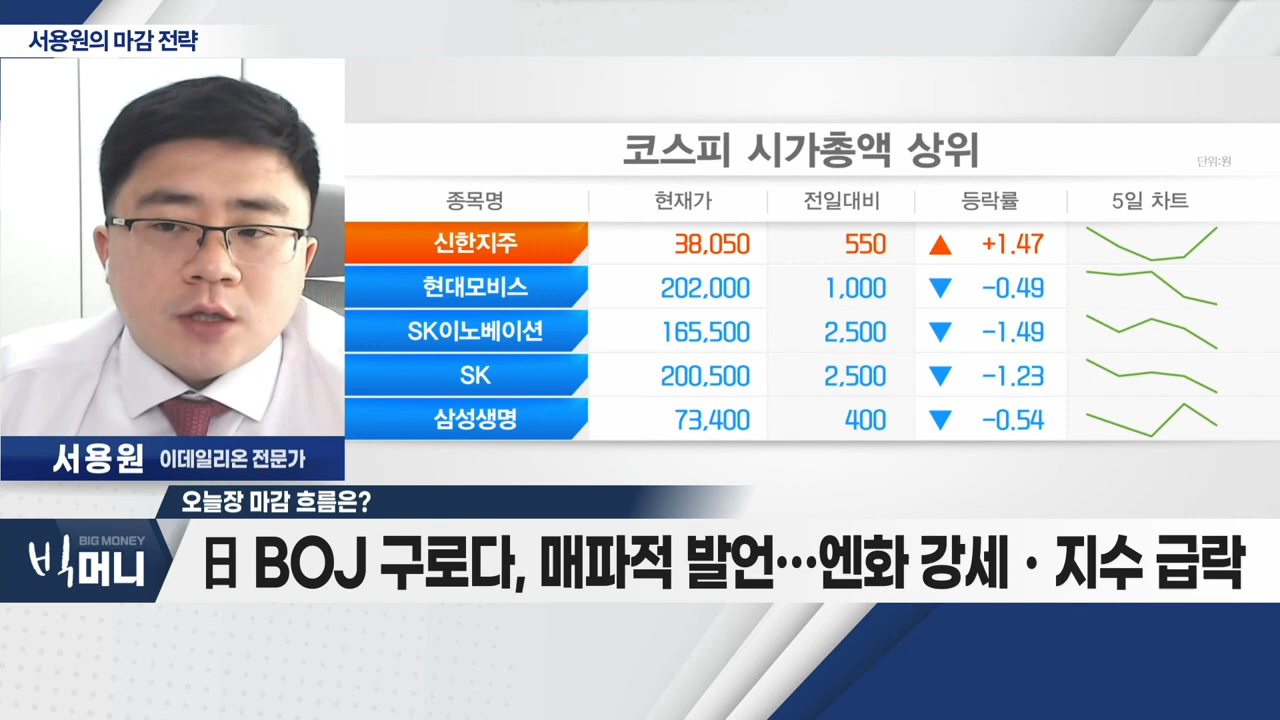 서용원의 마감 전략
코스피 시가총액 상위
단위:원
종목명 현재가 전일대비 등락률 5일 차트
신한지주 38,050 550 ▲ +1.47
현대모비스 202,000 1,000 ▼ -0.49
SK이노베이션 165,500 2,500 ▼ -1.49
SK 200,500 2,500 ▼ -1.23
삼성생명 73,400 400 ▼ -0.54
서용원 이데일리온 전문가
오늘장 마감 흐름은?
BIG MONEY
빅머니
日 BOJ 구로다, 매파적 발언…엔화 강세 · 지수 급락